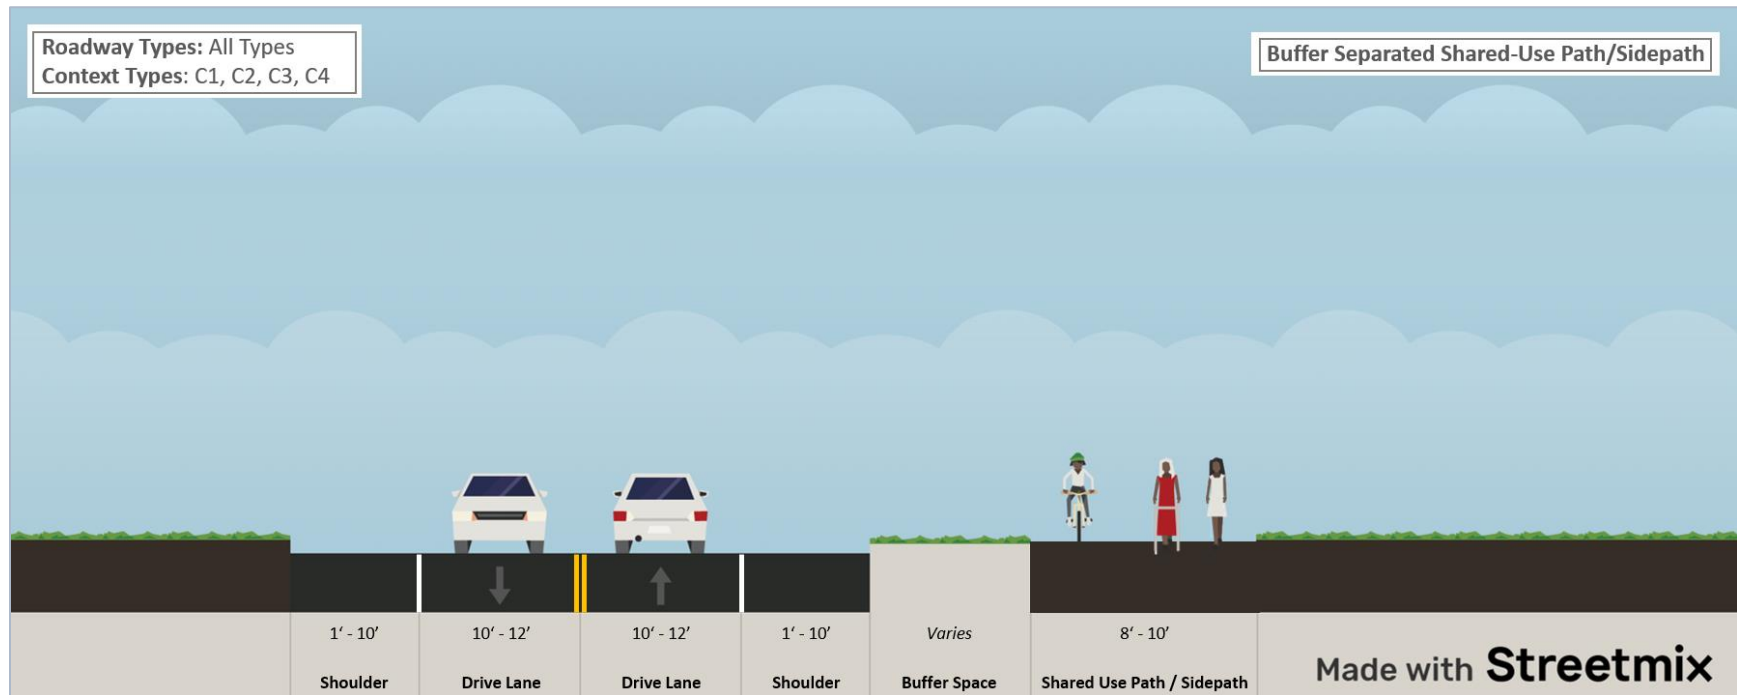 Roadway Types: All Types
Context Types: C1, C2, C3, C4
Buffer Separated Shared-Use Path/Sidepath
1‘ - 10’ 10‘ - 12’ 10‘ - 12’ 1‘ - 10’ Varies 8‘ - 10’
Shoulder Drive Lane Drive Lane Shoulder Buffer Space Shared Use Path / Sidepath
Made with Streetmix